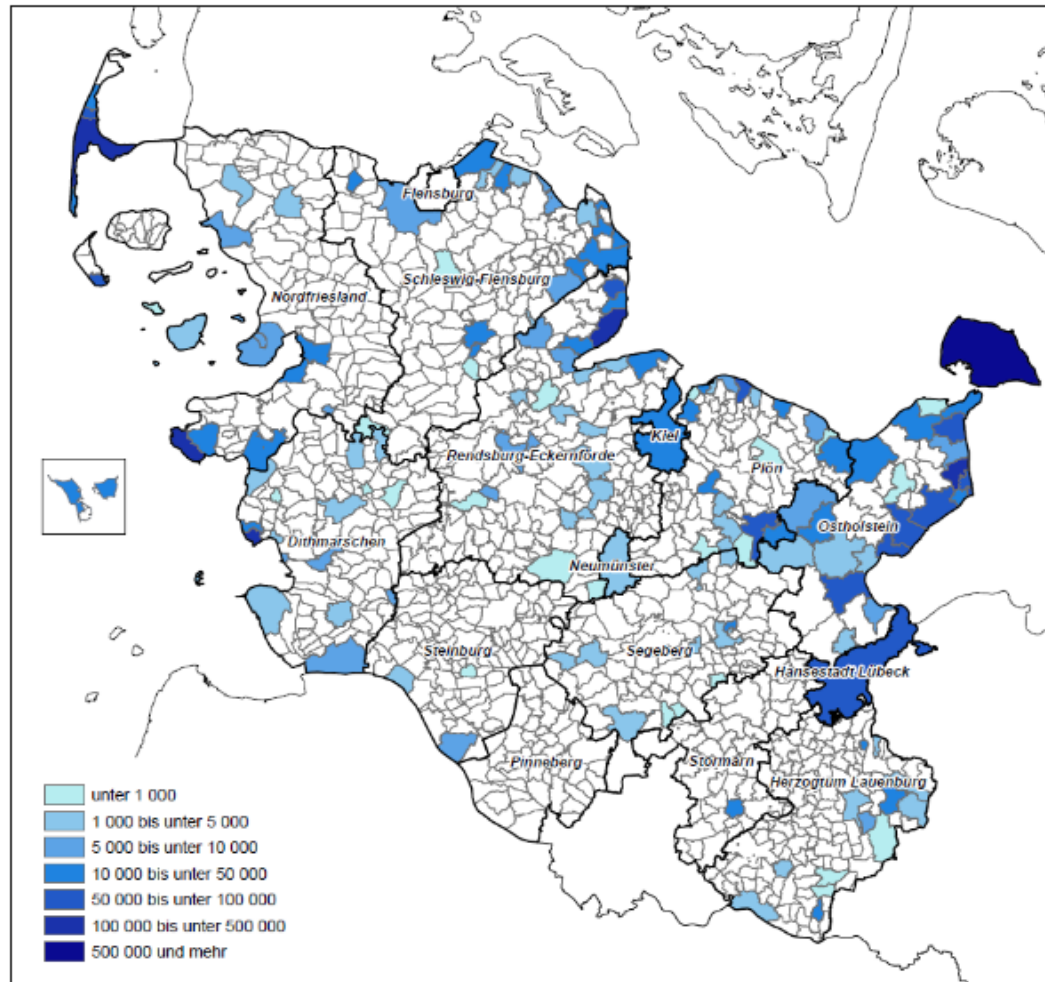 Flensburg
Schleswig-Flensburg
Nordfriesland
Kiel
Rendsburg-Eckernförde
Plön
Ostholstein
Dithmarschen
Neumünster
Steinburg
Segeberg
Hansestadt Lübeck
Pinneberg
Stormarn
Herzogtum Lauenburg
unter 1 000
1 000 bis unter 5 000
5 000 bis unter 10 000
10 000 bis unter 50 000
50 000 bis unter 100 000
100 000 bis unter 500 000
500 000 und mehr